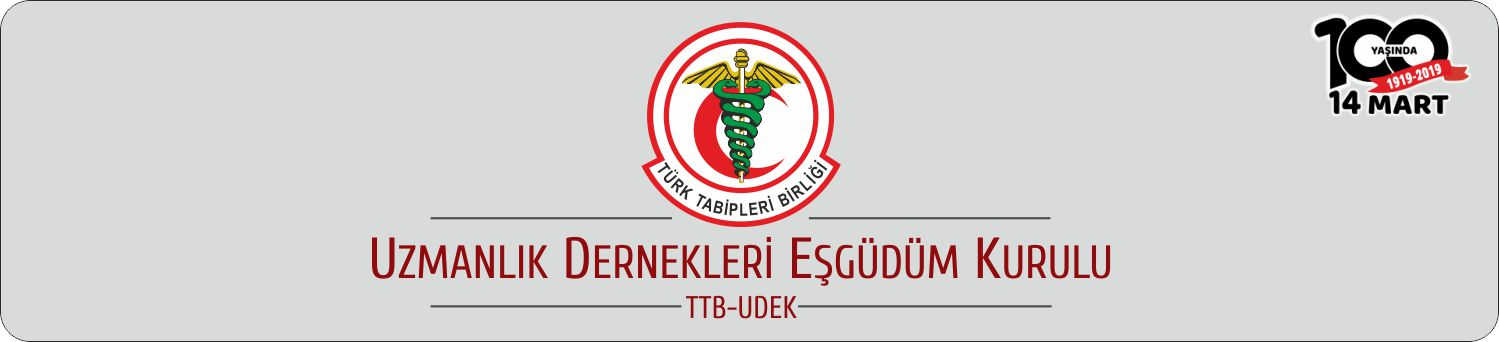 TÜRK TABİPLERİ BİRLİĞİ
100
YAŞINDA
1919-2019
14 MART
UZMANLIK DERNEKLERİ EŞGÜDÜM KURULU
TTB-UDEK